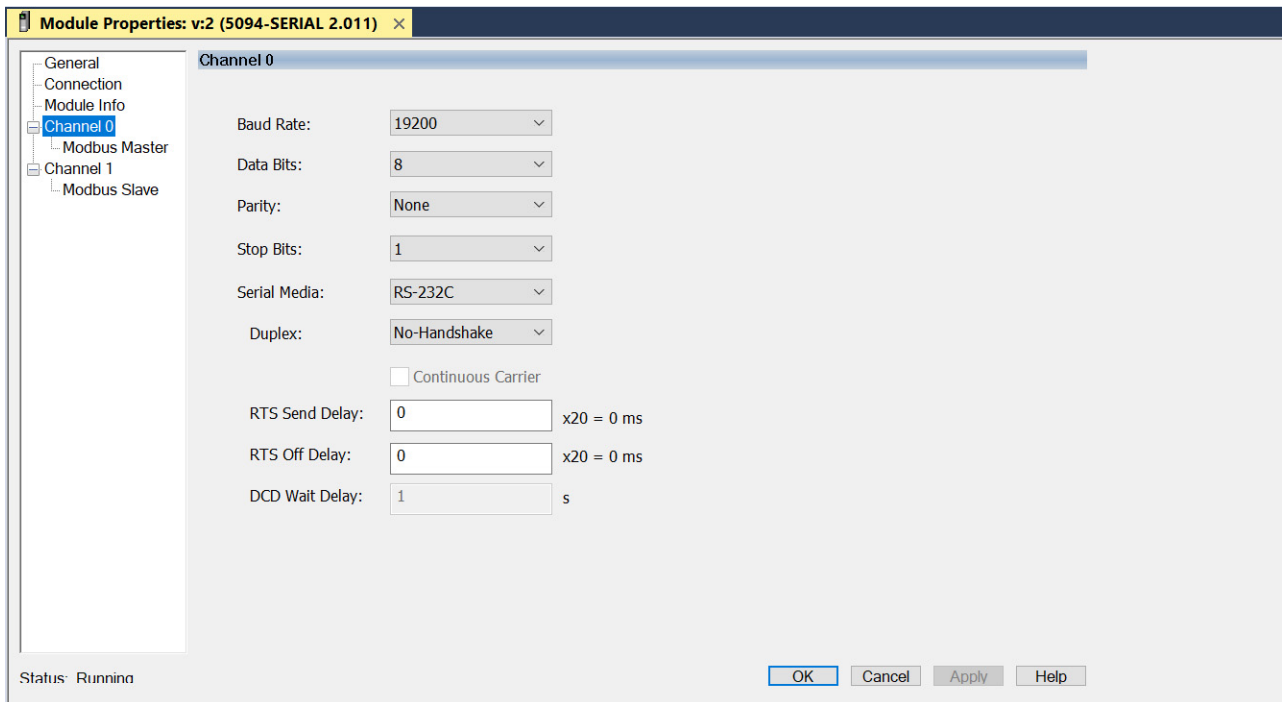 Module Properties: v:2 (5094-SERIAL 2.011) ×
General
Connection
Module Info
Channel 0
Modbus Master
Channel 1
Modbus Slave
Channel 0
Baud Rate: 19200
Data Bits: 8
Parity: None
Stop Bits: 1
Serial Media: RS-232C
Duplex: No-Handshake
Continuous Carrier
RTS Send Delay: 0 x20 = 0 ms
RTS Off Delay: 0 x20 = 0 ms
DCD Wait Delay: 1 s
Status: Running
OK Cancel Apply Help